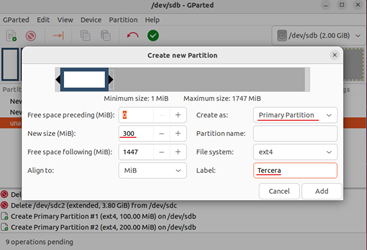 /dev/sdb - GParted
GParted Edit View Device Partition Help
/dev/sdb (2.00 GiB)
Create new Partition
Minimum size: 1 MiB Maximum size: 1747 MiB
Free space preceding (MiB): 0 Create as: Primary Partition
New size (MiB): 300 Partition name:
Free space following (MiB): 1447 File system: ext4
Align to: MiB Label: Tercera
Cancel Add
Delete /dev/sdc2 (extended, 3.80 GiB) from /dev/sdc
Create Primary Partition #1 (ext4, 100.00 MiB) on /dev/sdb
Create Primary Partition #2 (ext4, 200.00 MiB) on /dev/sdb
9 operations pending